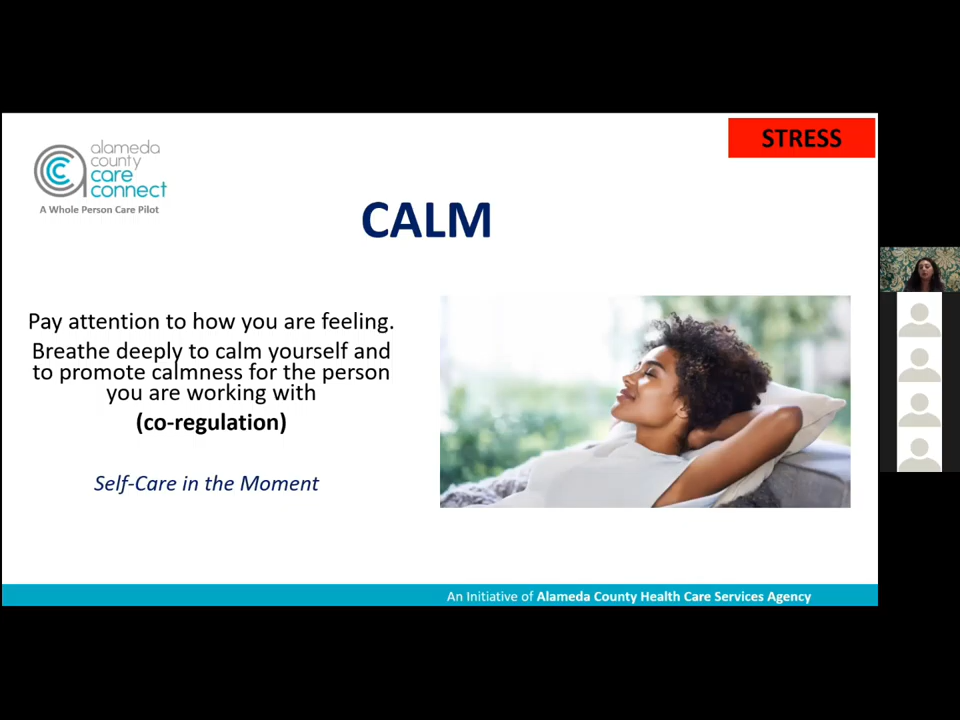 STRESS
alameda
county
care
connect
A Whole Person Care Pilot
CALM
Pay attention to how you are feeling.
Breathe deeply to calm yourself and
to promote calmness for the person
you are working with
(co-regulation)
Self-Care in the Moment
An Initiative of Alameda County Health Care Services Agency